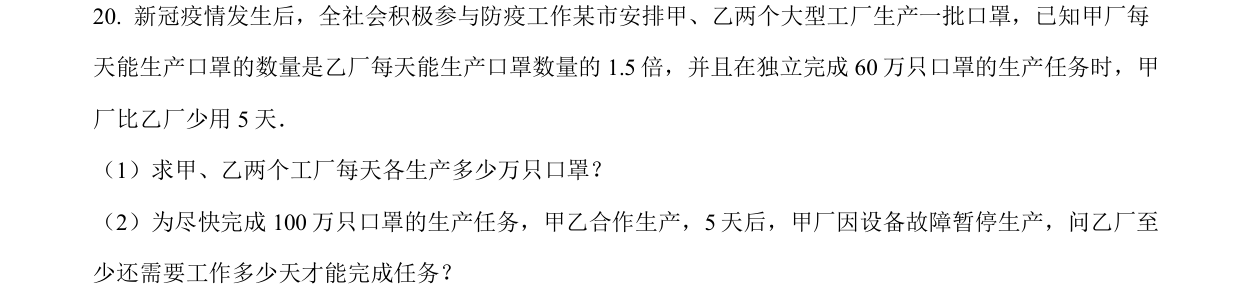 20. 新冠疫情发生后，全社会积极参与防疫工作某市安排甲、乙两个大型工厂生产一批口罩，已知甲厂每
天能生产口罩的数量是乙厂每天能生产口罩数量的 1.5 倍，并且在独立完成 60 万只口罩的生产任务时，甲
厂比乙厂少用 5 天．
（1）求甲、乙两个工厂每天各生产多少万只口罩？
（2）为尽快完成 100 万只口罩的生产任务，甲乙合作生产，5 天后，甲厂因设备故障暂停生产，问乙厂至
少还需要工作多少天才能完成任务？